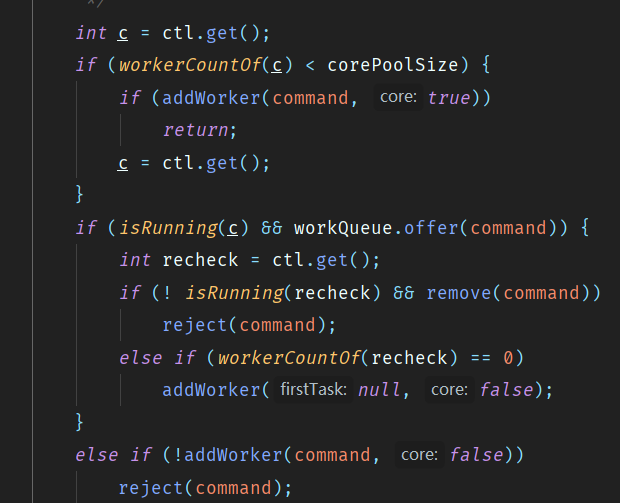 */
int c = ctl.get();
if (workerCountOf(c) < corePoolSize) {
if (addWorker(command, core: true))
return;
c = ctl.get();
}
if (isRunning(c) && workQueue.offer(command)) {
int recheck = ctl.get();
if (! isRunning(recheck) && remove(command))
reject(command);
else if (workerCountOf(recheck) == 0)
addWorker( firstTask: null, core: false);
}
else if (!addWorker(command, core: false))
reject(command);